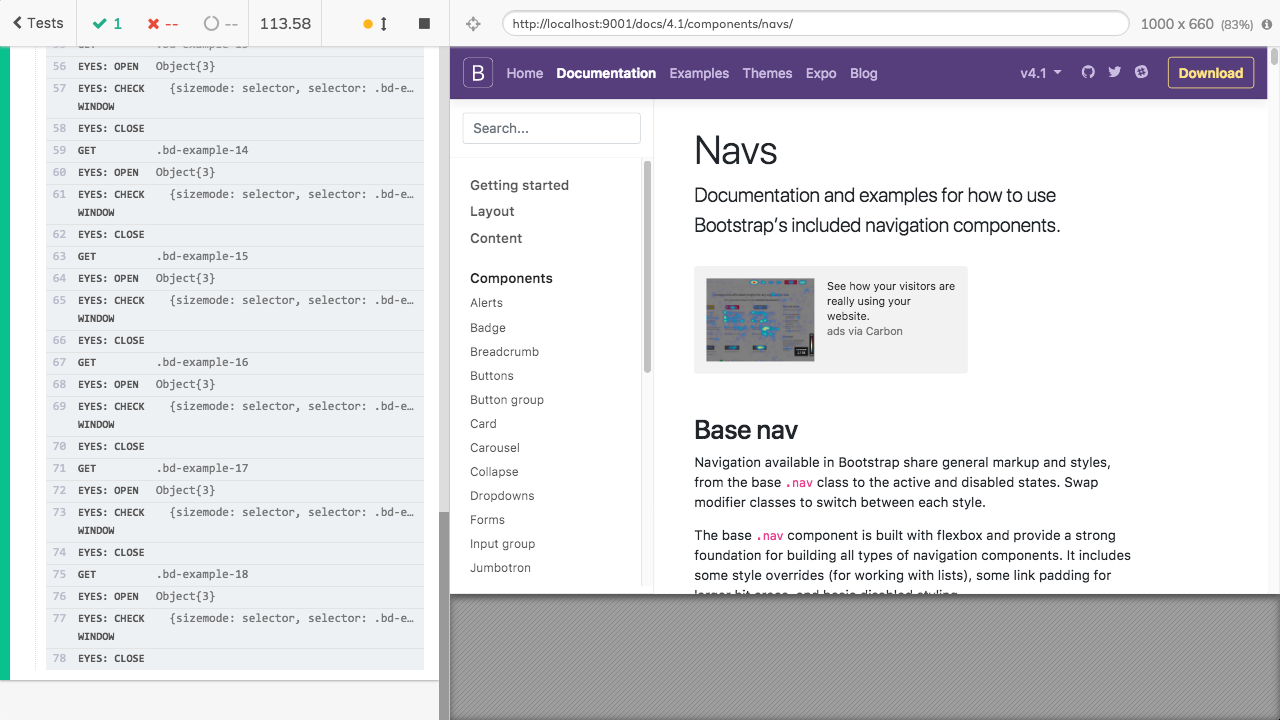 Tests
1
--
--
113.58
http://localhost:9001/docs/4.1/components/navs/
1000 x 660 (83%)
56 EYES: OPEN Object{3}
57 EYES: CHECK WINDOW {sizemode: selector, selector: .bd-e…
58 EYES: CLOSE
59 GET .bd-example-14
60 EYES: OPEN Object{3}
61 EYES: CHECK WINDOW {sizemode: selector, selector: .bd-e…
62 EYES: CLOSE
63 GET .bd-example-15
64 EYES: OPEN Object{3}
65 EYES: CHECK WINDOW {sizemode: selector, selector: .bd-e…
66 EYES: CLOSE
67 GET .bd-example-16
68 EYES: OPEN Object{3}
69 EYES: CHECK WINDOW {sizemode: selector, selector: .bd-e…
70 EYES: CLOSE
71 GET .bd-example-17
72 EYES: OPEN Object{3}
73 EYES: CHECK WINDOW {sizemode: selector, selector: .bd-e…
74 EYES: CLOSE
75 GET .bd-example-18
76 EYES: OPEN Object{3}
77 EYES: CHECK WINDOW {sizemode: selector, selector: .bd-e…
78 EYES: CLOSE
B Home Documentation Examples Themes Expo Blog v4.1 Download
Search...
Getting started
Layout
Content
Components
Alerts
Badge
Breadcrumb
Buttons
Button group
Card
Carousel
Collapse
Dropdowns
Forms
Input group
Jumbotron
Navs
Documentation and examples for how to use
Bootstrap's included navigation components.
See how your visitors are
really using your
website.
ads via Carbon
Base nav
Navigation available in Bootstrap share general markup and styles,
from the base .nav class to the active and disabled states. Swap
modifier classes to switch between each style.
The base .nav component is built with flexbox and provide a strong
foundation for building all types of navigation components. It includes
some style overrides (for working with lists), some link padding for
larger hit areas, and basic disabled styling.